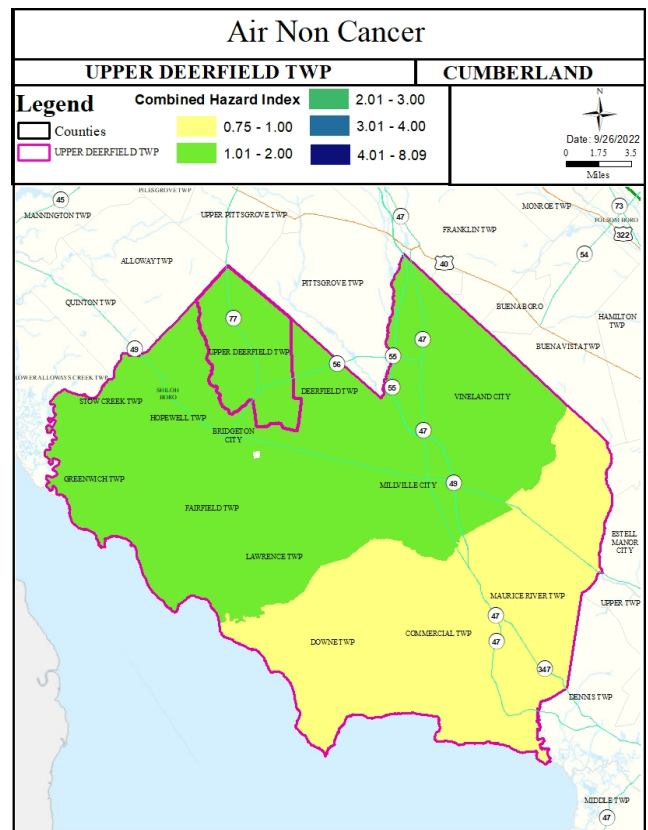 Air Non Cancer
UPPER DEERFIELD TWP
CUMBERLAND
Legend
Counties
UPPER DEERFIELD TWP
Combined Hazard Index
0.75 - 1.00
1.01 - 2.00
2.01 - 3.00
3.01 - 4.00
4.01 - 8.09
N
Date: 9/26/2022
0 1.75 3.5
Miles
PILESGROVE TWP
45
MANNINGTON TWP
UPPER PITTSGROVE TWP
47
MONROE TWP
73
FOLSOM BORO
322
FRANKLIN TWP
54
ALLOWAY TWP
40
PITTSGROVE TWP
QUINTON TWP
BUENA BORO
HAMILTON
TWP
77
49
47
BUENA VISTA TWP
UPPER DEERFIELD TWP
56
55
LOWER ALLOWAYS CREEK TWP
DEERFIELD TWP
55
SHILOH
BORO
STOW CREEK TWP
VINELAND CITY
HOPEWELL TWP
BRIDGETON
CITY
47
GREENWICH TWP
MILLVILLE CITY
49
FAIRFIELD TWP
ESTELL
MANOR
CITY
LAWRENCE TWP
MAURICE RIVER TWP
UPPER TWP
47
DOWNE TWP
COMMERCIAL TWP
47
347
DENNIS TWP
MIDDLE TWP
47